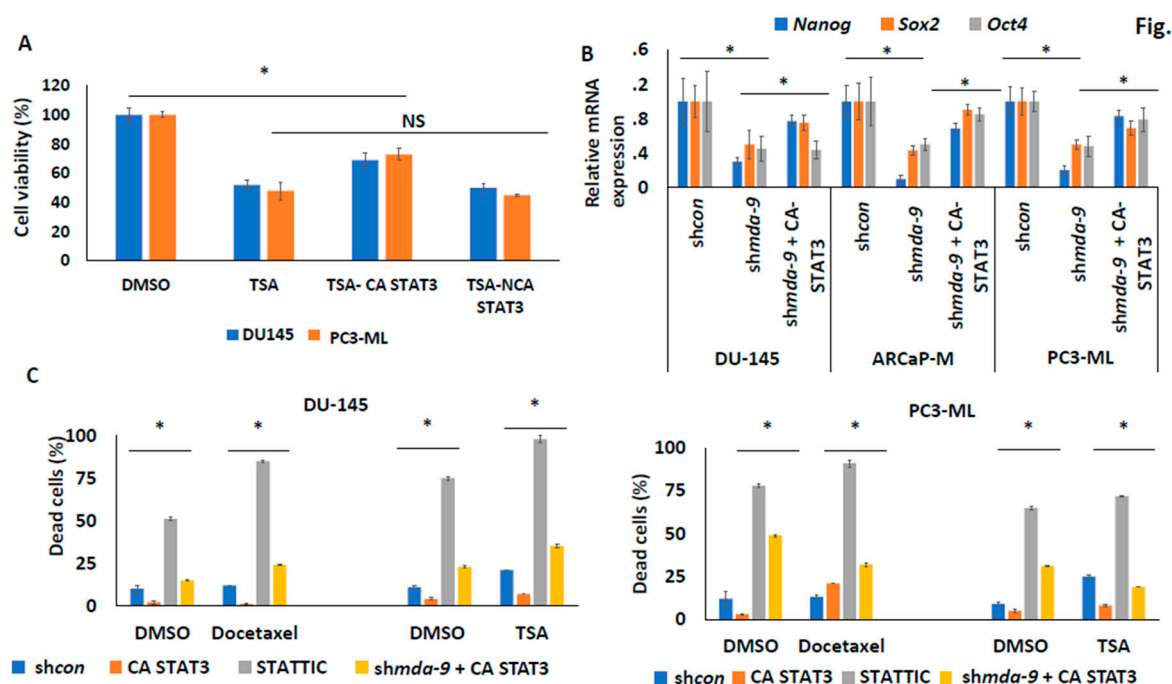 Fig.
A
*
NS
Cell viability (%)
120
100
80
60
40
20
0
DMSO TSA TSA- CA STAT3 TSA-NCA
STAT3
DU145 PC3-ML
Nanog Sox2 Oct4
B
* * *
* * *
Relative mRNA
expression
.6
.2
.8
.4
0
shcon shmda-9 shmda-9 + CA-
STAT3
shcon shmda-9 shmda-9 + CA-
STAT3
shcon shmda-9 shmda-9 + CA-
STAT3
DU-145 ARCaP-M PC3-ML
C
DU-145
* * * *
Dead cells (%)
100
75
50
25
0
DMSO Docetaxel DMSO TSA
shcon CA STAT3 STATTIC shmda-9 + CA STAT3
PC3-ML
* * * *
Dead cells (%)
100
75
50
25
0
DMSO Docetaxel DMSO TSA
shcon CA STAT3 STATTIC shmda-9 + CA STAT3